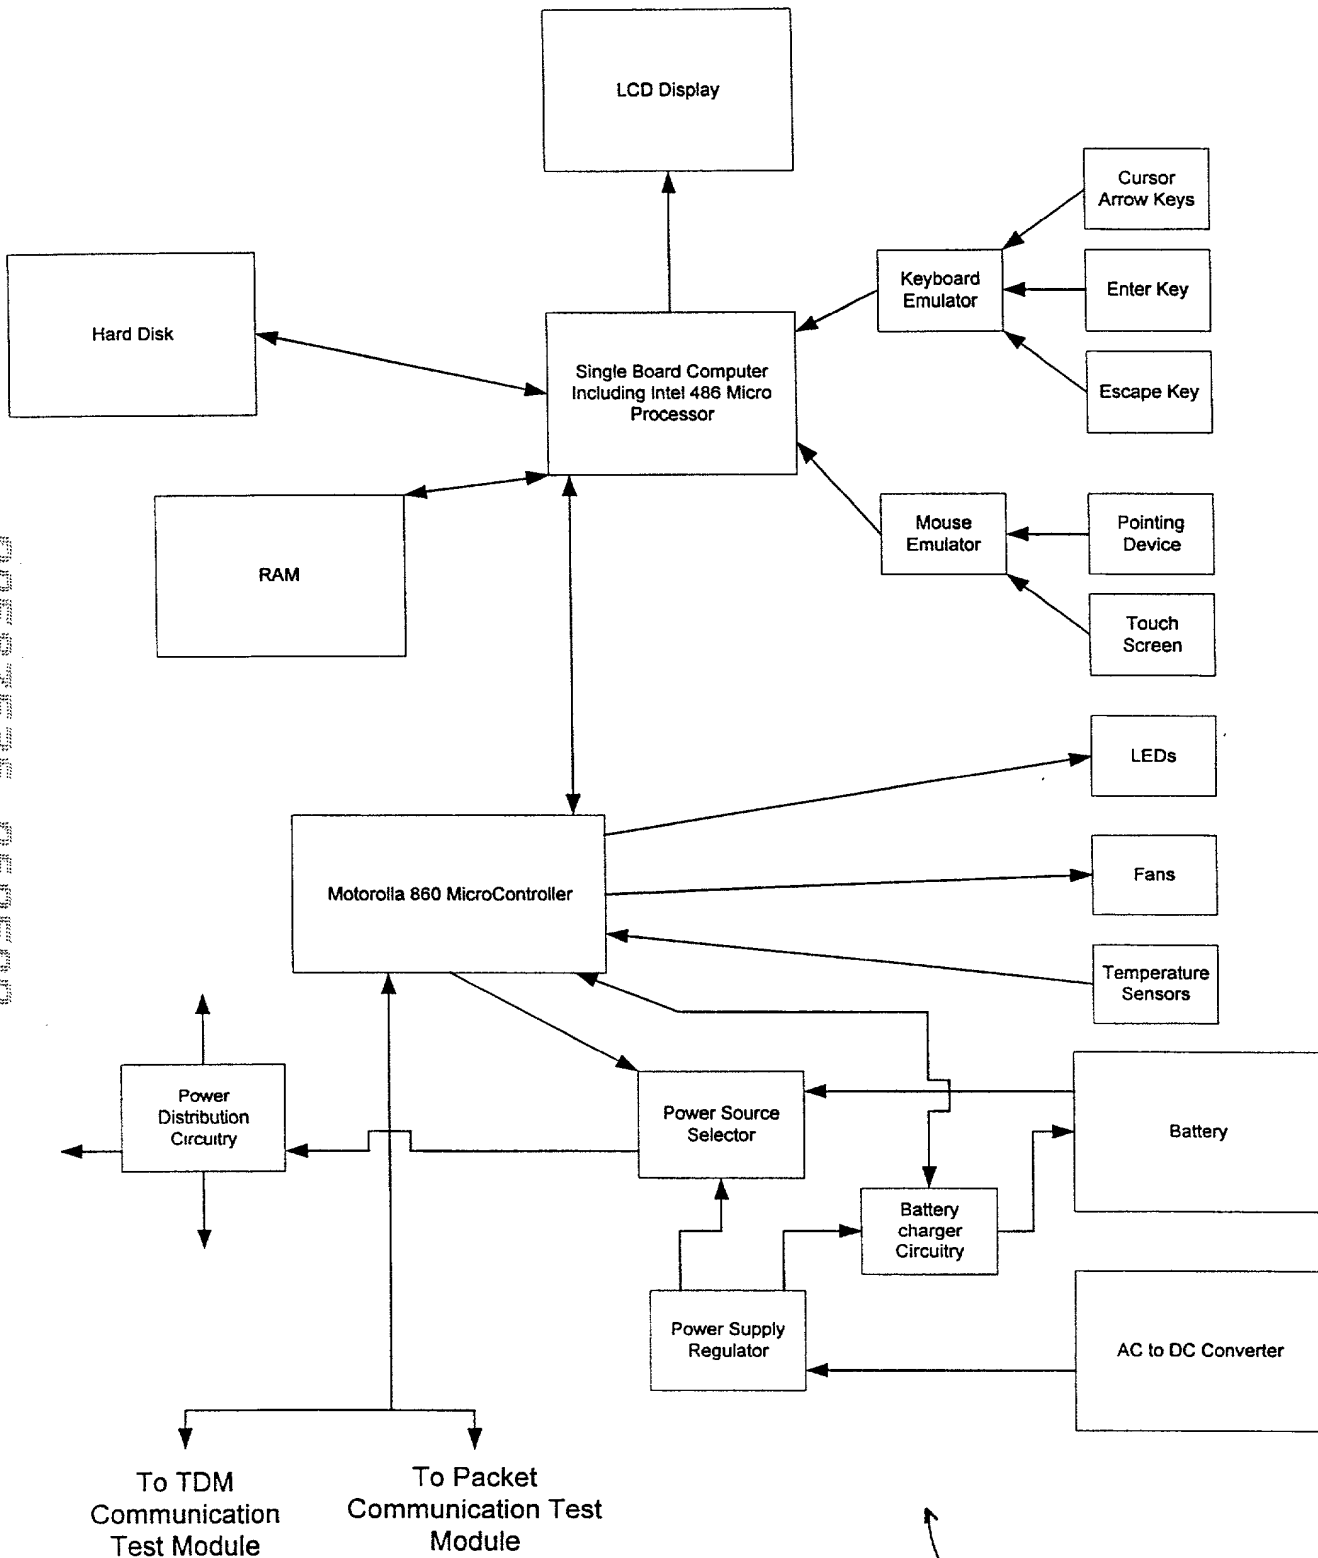 LCD Display
Cursor
Arrow Keys
Keyboard
Emulator
Enter Key
Hard Disk
Single Board Computer
Including Intel 486 Micro
Processor
Escape Key
Mouse
Emulator
Pointing
Device
RAM
Touch
Screen
LEDs
Motorolla 860 MicroController
Fans
Temperature
Sensors
Power
Distribution
Circuitry
Power Source
Selector
Battery
Battery
charger
Circuitry
Power Supply
Regulator
AC to DC Converter
To TDM
Communication
Test Module
To Packet
Communication Test
Module